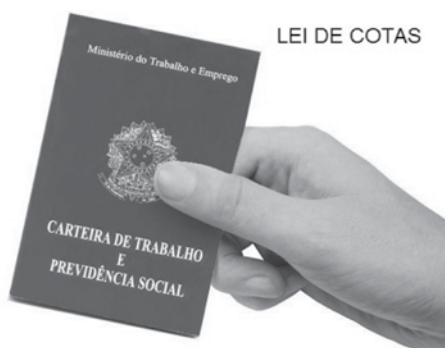 LEI DE COTAS
Ministério do Trabalho e Emprego
CARTEIRA DE TRABALHO
E
PREVIDÊNCIA SOCIAL